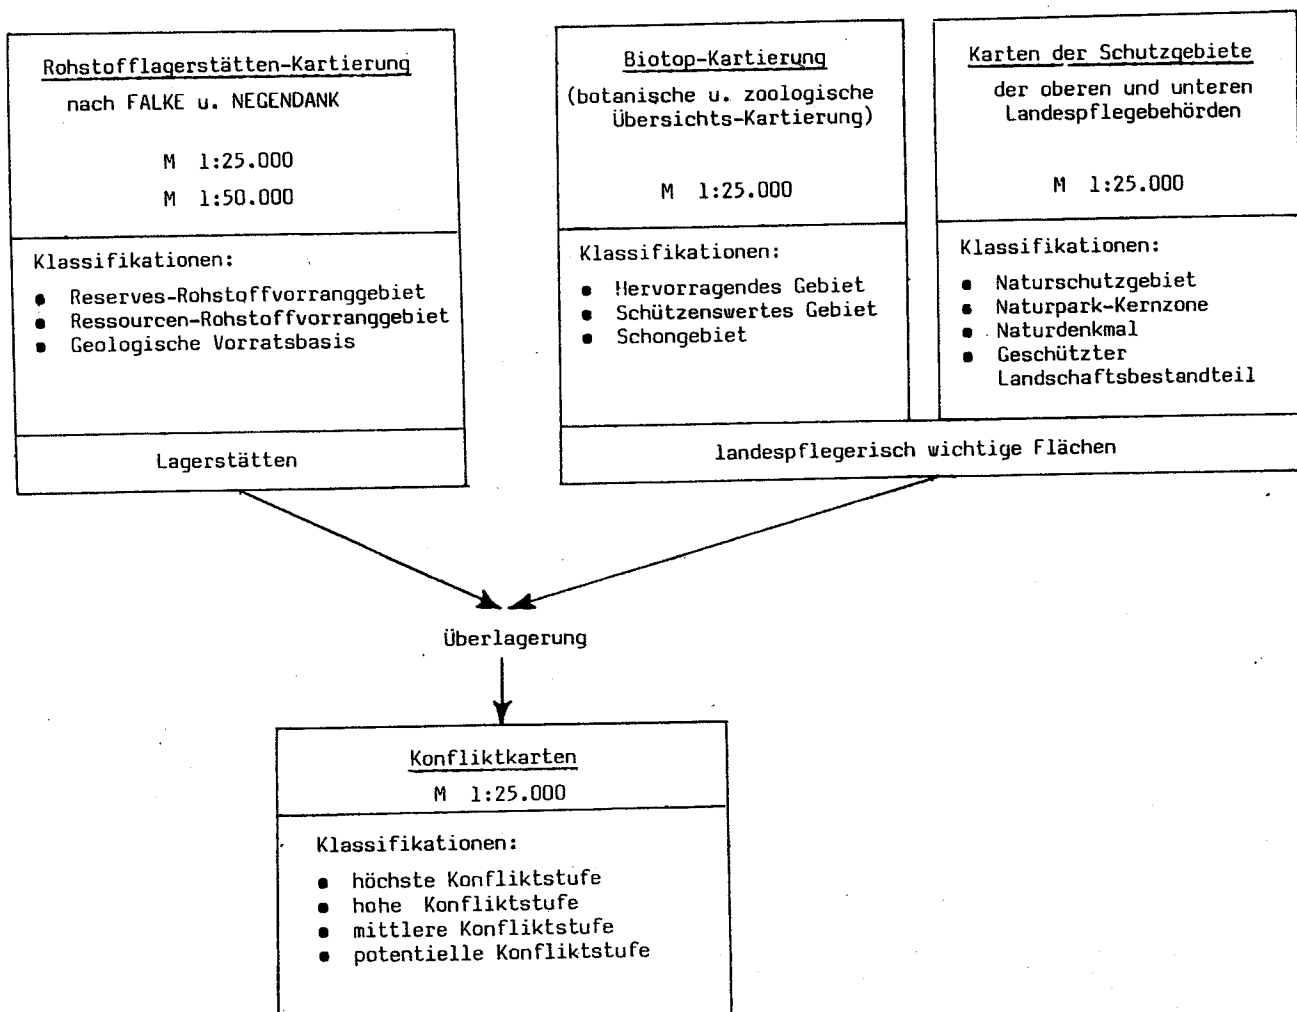 Rohstofflagerstätten-Kartierung
nach FALKE u. NEGENDANK
M 1:25.000
M 1:50.000
Klassifikationen:
● Reserves-Rohstoffvorranggebiet
● Ressourcen-Rohstoffvorranggebiet
● Geologische Vorratsbasis
Lagerstätten
Biotop-Kartierung
(botanische u. zoologische
Übersichts-Kartierung)
M 1:25.000
Klassifikationen:
● Hervorragendes Gebiet
● Schützenswertes Gebiet
● Schongebiet
Karten der Schutzgebiete
der oberen und unteren
Landespflegebehörden
M 1:25.000
Klassifikationen:
● Naturschutzgebiet
● Naturpark-Kernzone
● Naturdenkmal
● Geschützter
Landschaftsbestandteil
landespflegerisch wichtige Flächen
Überlagerung
Konfliktkarten
M 1:25.000
Klassifikationen:
● höchste Konfliktstufe
● hohe Konfliktstufe
● mittlere Konfliktstufe
● potentielle Konfliktstufe